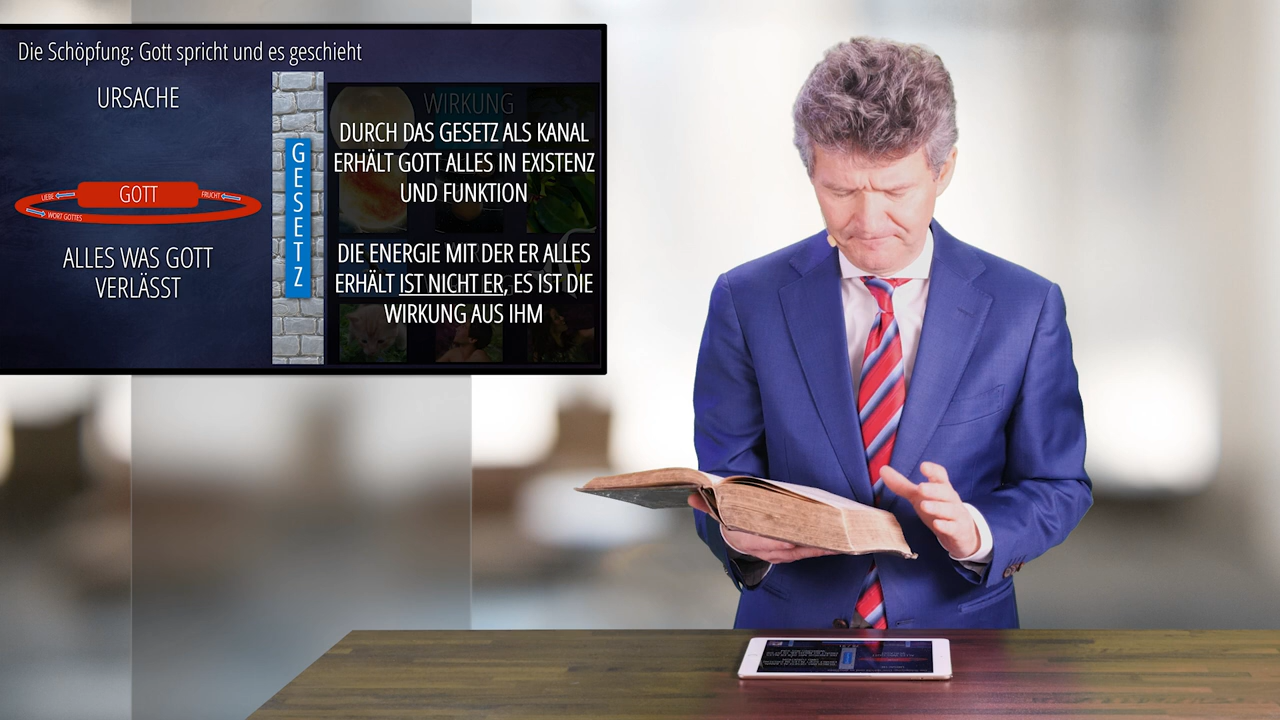 Die Schöpfung: Gott spricht und es geschieht
URSACHE
GOTT
LIEBE
FRUCHT
WORT GOTTES
ALLES WAS GOTT
VERLÄSST
GESETZ
WIRKUNG
DURCH DAS GESETZ ALS KANAL
ERHÄLT GOTT ALLES IN EXISTENZ
UND FUNKTION
DIE ENERGIE MIT DER ER ALLES
ERHÄLT IST NICHT ER, ES IST DIE
WIRKUNG AUS IHM